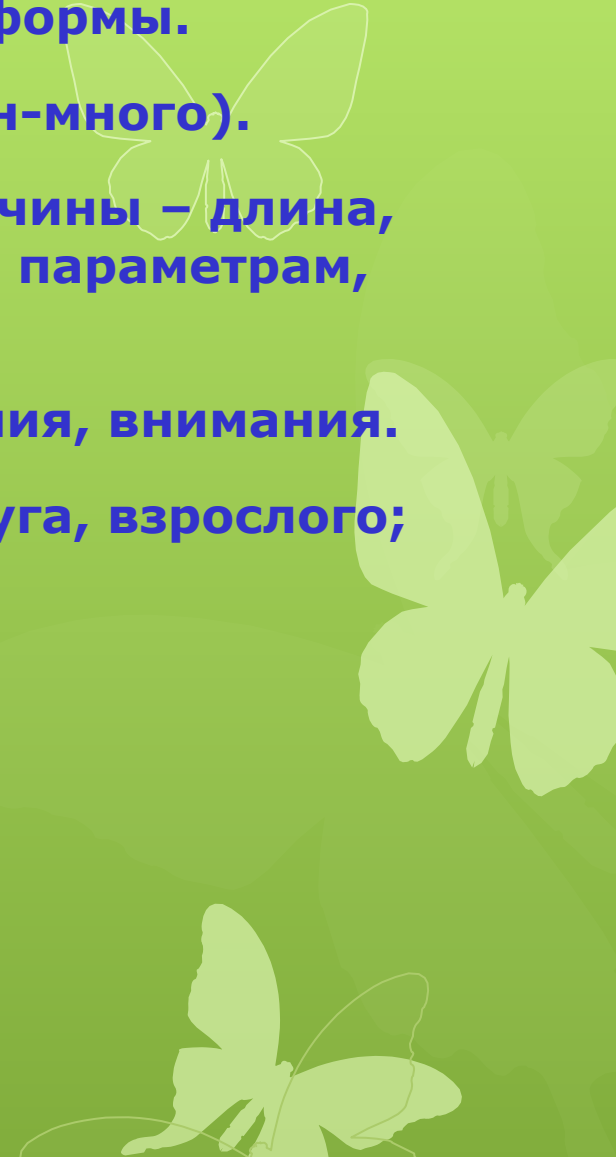 формы.
н-много).
чины – длина,
параметрам,
ния, внимания.
уга, взрослого;